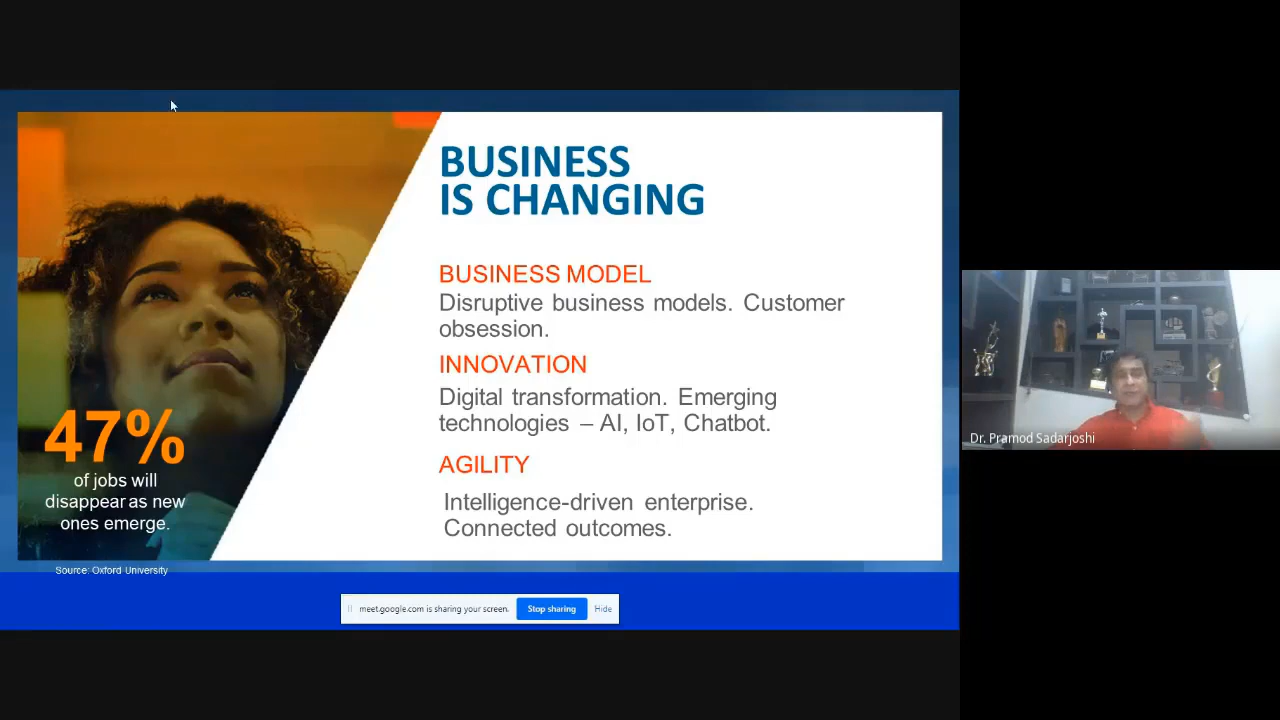 BUSINESS
IS CHANGING
BUSINESS MODEL
Disruptive business models. Customer
obsession.
INNOVATION
Digital transformation. Emerging
technologies – AI, IoT, Chatbot.
AGILITY
Intelligence-driven enterprise.
Connected outcomes.
47%
of jobs will
disappear as new
ones emerge.
Source: Oxford University
meet.google.com is sharing your screen. Stop sharing Hide
Dr. Pramod Sadarjoshi